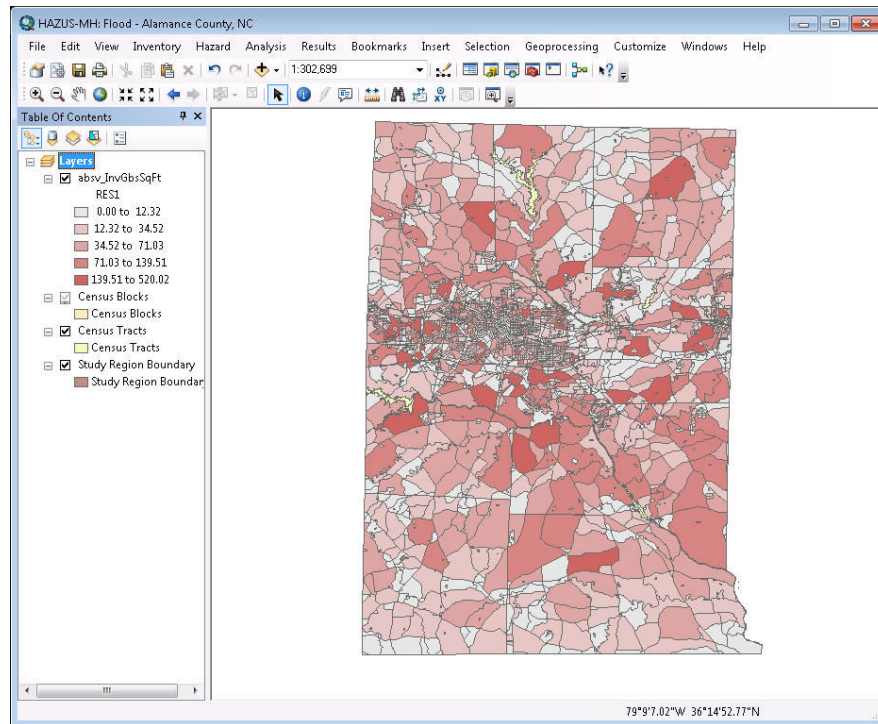 HAZUS-MH: Flood - Alamance County, NC
File Edit View Inventory Hazard Analysis Results Bookmarks Insert Selection Geoprocessing Customize Windows Help
1:302,699
Table Of Contents
Layers
absv_InvGbsSqFt
RES1
0.00 to 12.32
12.32 to 34.52
34.52 to 71.03
71.03 to 139.51
139.51 to 520.02
Census Blocks
Census Blocks
Census Tracts
Census Tracts
Study Region Boundary
Study Region Boundar
79°9'7.02"W 36°14'52.77"N